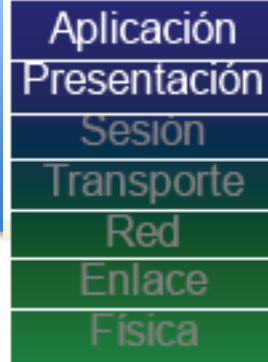 Aplicación
Presentación
Sesión
Transporte
Red
Enlace
Física